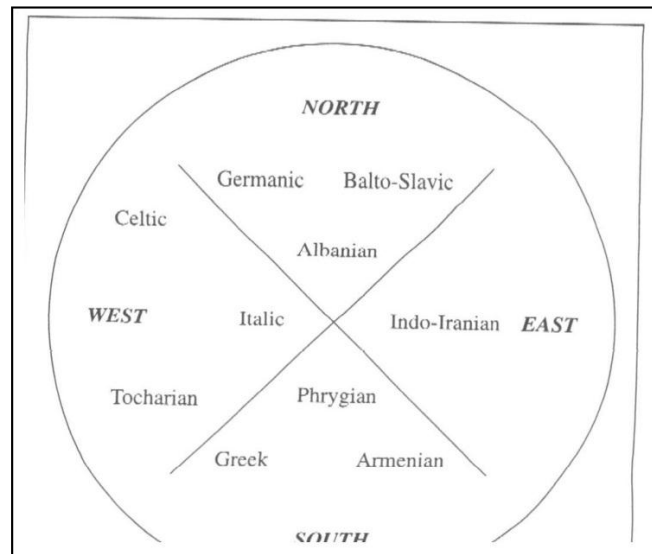 NORTH
Germanic Balto-Slavic
Celtic
Albanian
WEST Italic Indo-Iranian EAST
Tocharian Phrygian
Greek Armenian
SOUTH